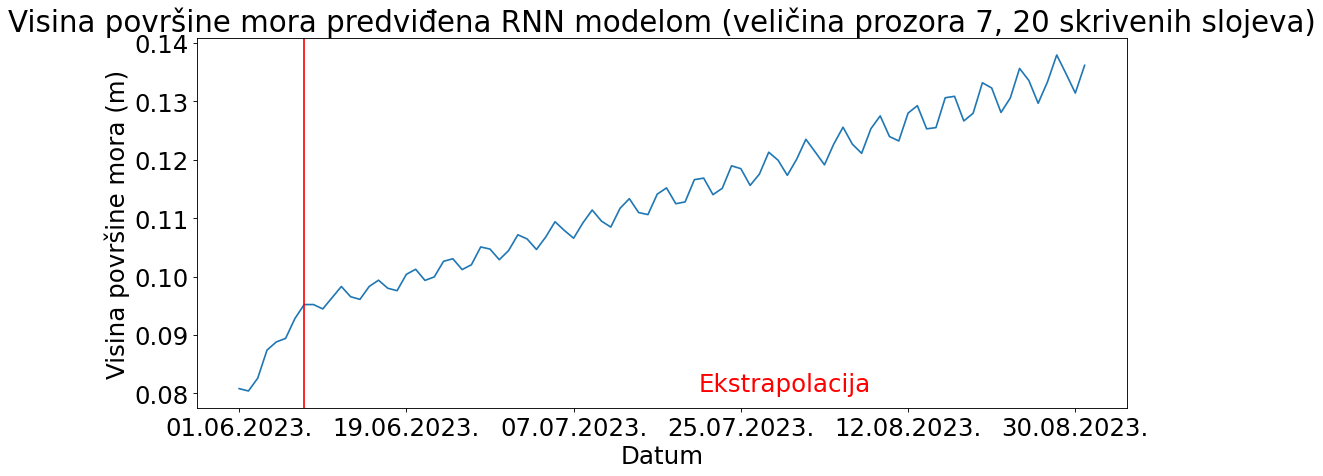 Visina površine mora predviđena RNN modelom (veličina prozora 7, 20 skrivenih slojeva)
Visina površine mora (m)
0.14
0.13
0.12
0.11
0.10
0.09
0.08
Ekstrapolacija
01.06.2023. 19.06.2023. 07.07.2023. 25.07.2023. 12.08.2023. 30.08.2023.
Datum